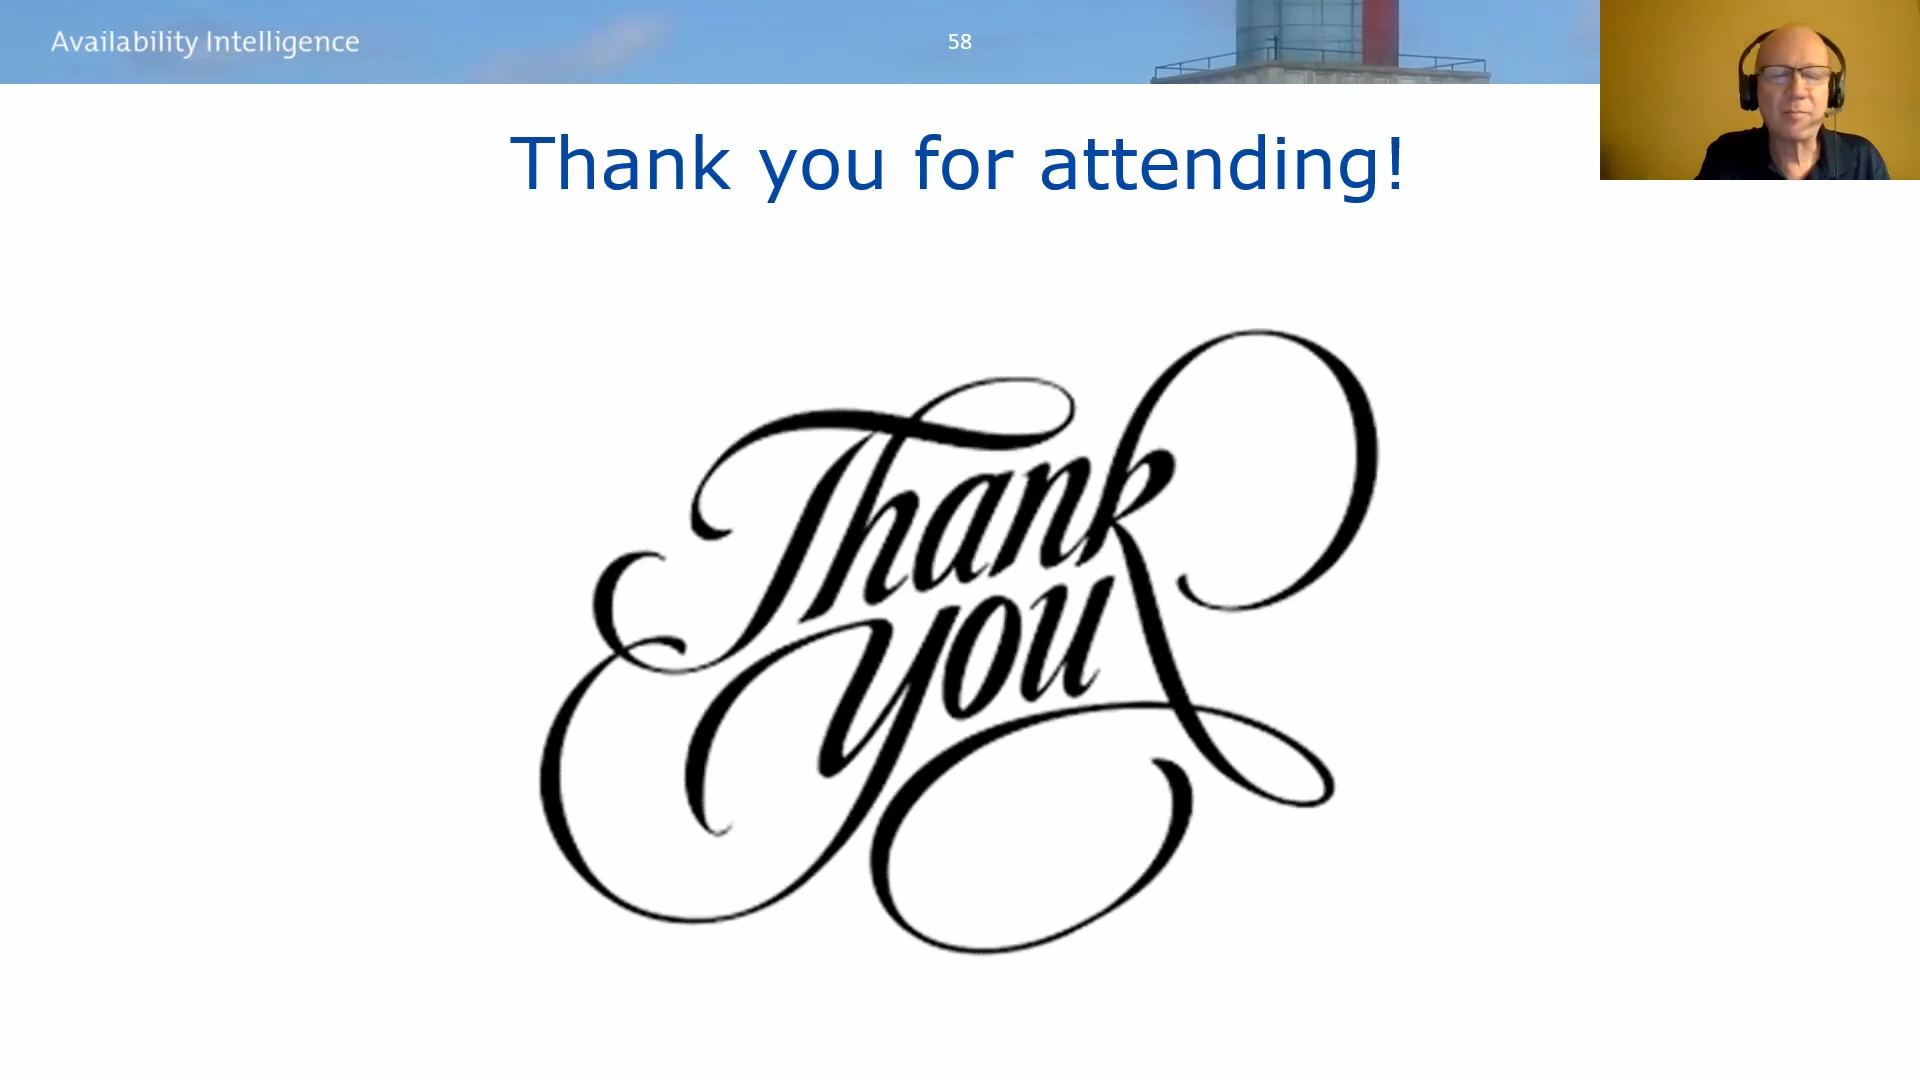 Availability Intelligence
58
Thank you for attending!
Thank
you